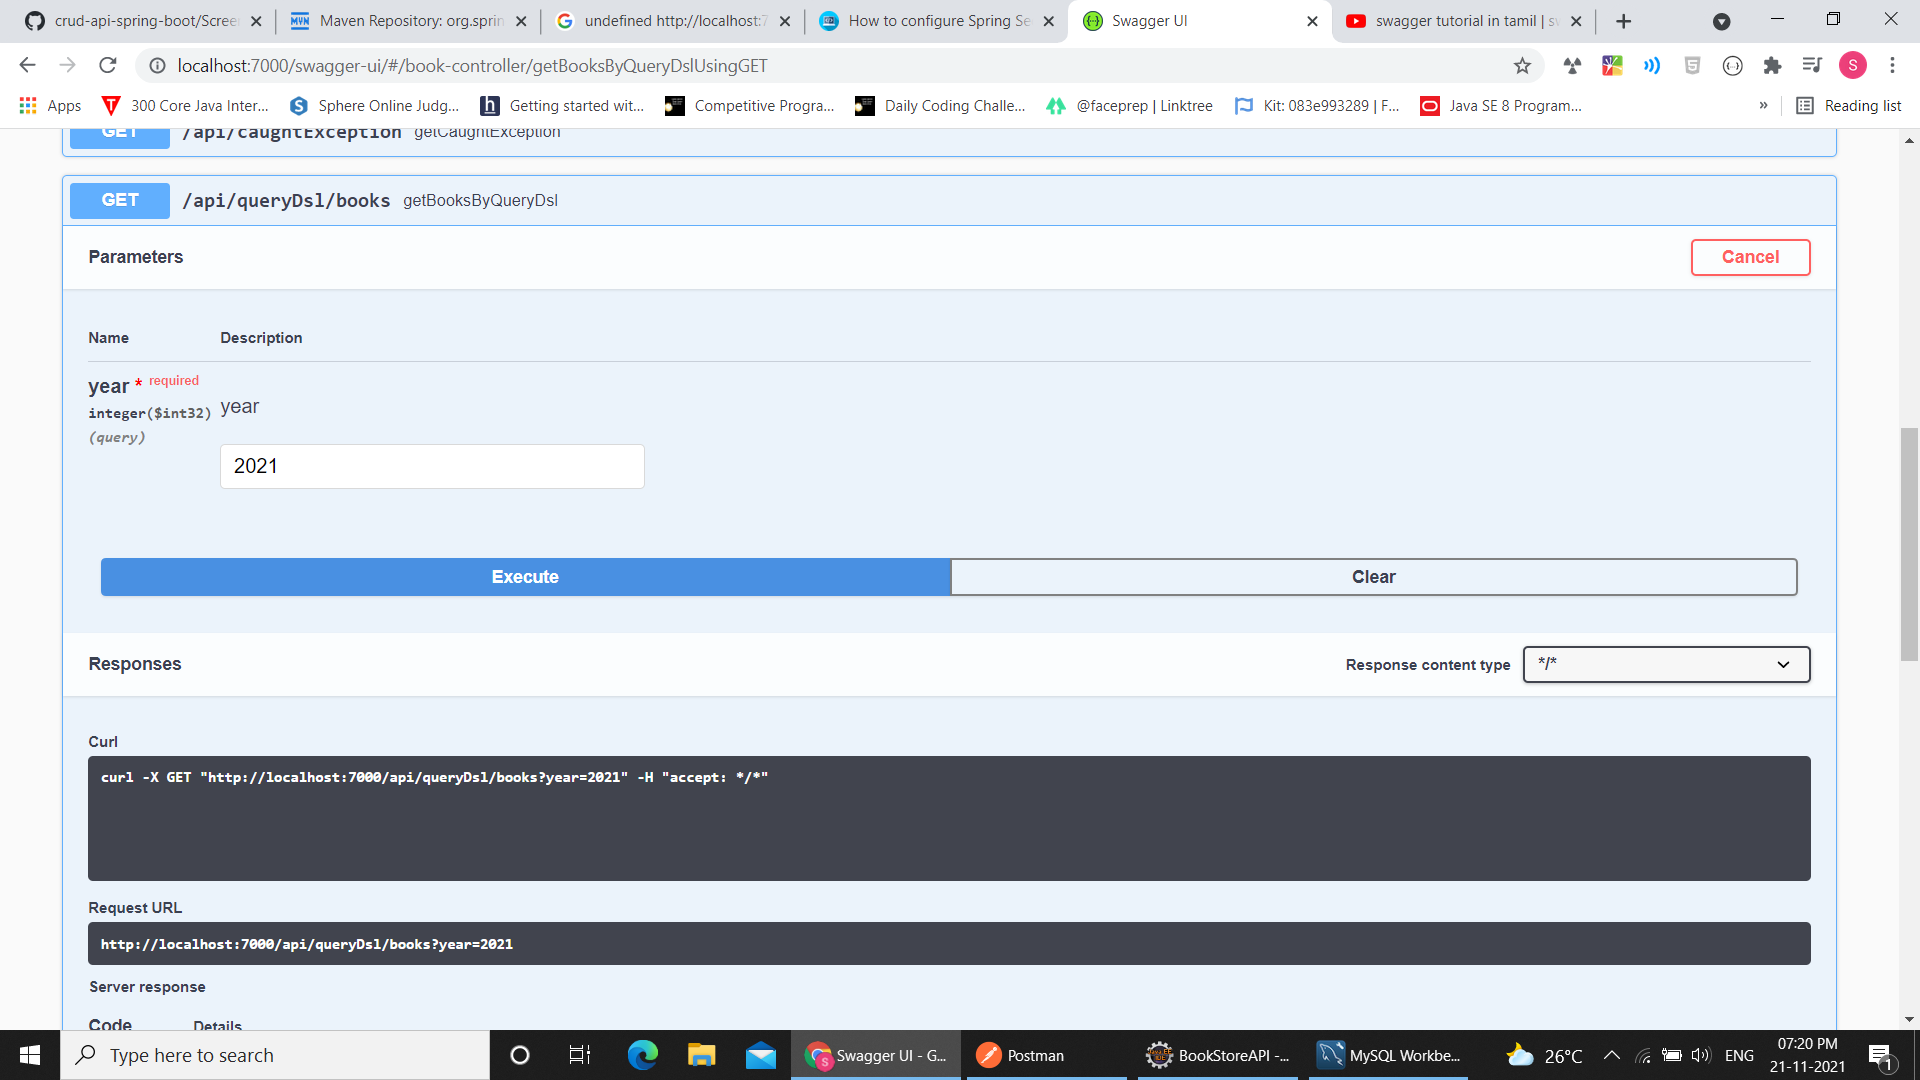 crud-api-spring-boot/Scree
Maven Repository: org.sprin
undefined http://localhost:7
How to configure Spring Se
Swagger UI
swagger tutorial in tamil | sw
localhost:7000/swagger-ui/#/book-controller/getBooksByQueryDslUsingGET
S
Apps
300 Core Java Inter...
Sphere Online Judg...
Getting started wit...
Competitive Progra...
Daily Coding Challe...
@faceprep | Linktree
Kit: 083e993289 | F...
Java SE 8 Program...
»
Reading list
GET /api/caughtException getCaughtException
GET /api/queryDsl/books getBooksByQueryDsl
Parameters
Cancel
Name Description
year * required
integer($int32) year
(query)
2021
Execute Clear
Responses
Response content type */*
Curl
curl -X GET "http://localhost:7000/api/queryDsl/books?year=2021" -H "accept: */*"
Request URL
http://localhost:7000/api/queryDsl/books?year=2021
Server response
Code Details
Type here to search
Swagger UI - G...
Postman
BookStoreAPI -...
MySQL Workbe...
26°C
ENG
07:20 PM
21-11-2021
1